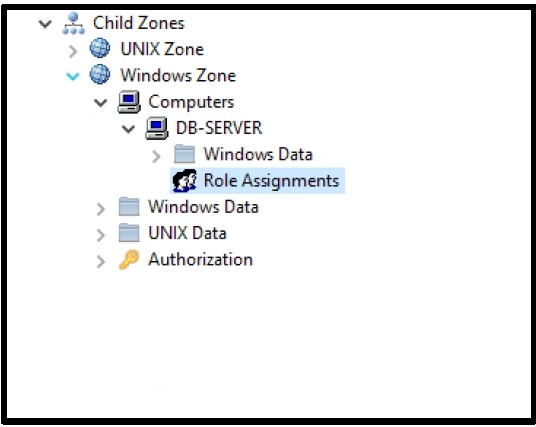 Child Zones
UNIX Zone
Windows Zone
Computers
DB-SERVER
Windows Data
Role Assignments
Windows Data
UNIX Data
Authorization